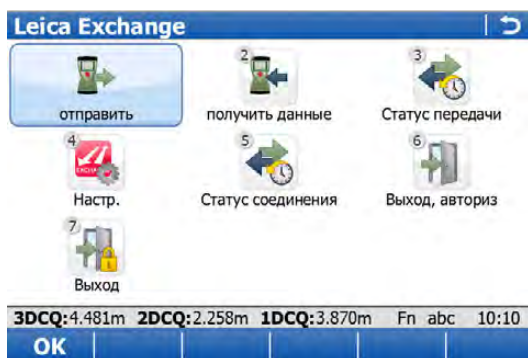 Leica Exchange
отправить
2
получить данные
3
Статус передачи
4
EXCHA
Настр.
5
Статус соединения
6
Выход, авториз
7
Выход
3DCQ:4.481m 2DCQ:2.258m 1DCQ:3.870m Fn abc 10:10
OK